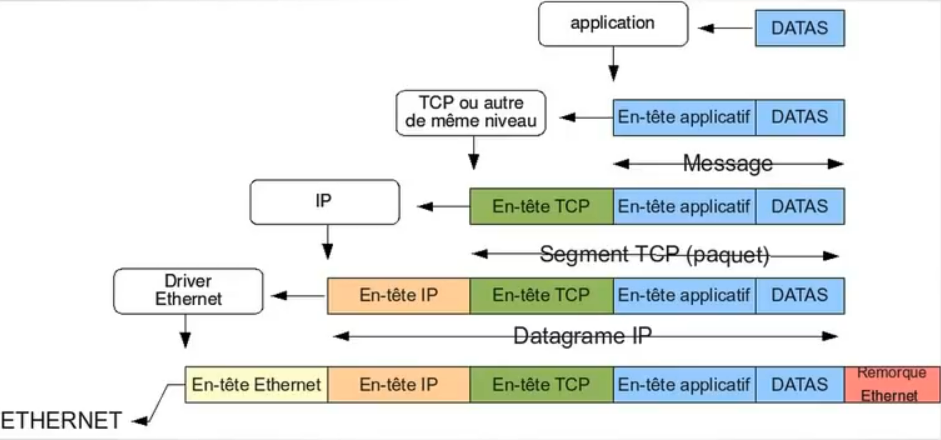 application
DATAS
TCP ou autre
de même niveau
En-tête applicatif
DATAS
Message
IP
En-tête TCP
En-tête applicatif
DATAS
Segment TCP (paquet)
Driver
Ethernet
En-tête IP
En-tête TCP
En-tête applicatif
DATAS
Datagrame IP
En-tête Ethernet
En-tête IP
En-tête TCP
En-tête applicatif
DATAS
Remorque
Ethernet
ETHERNET